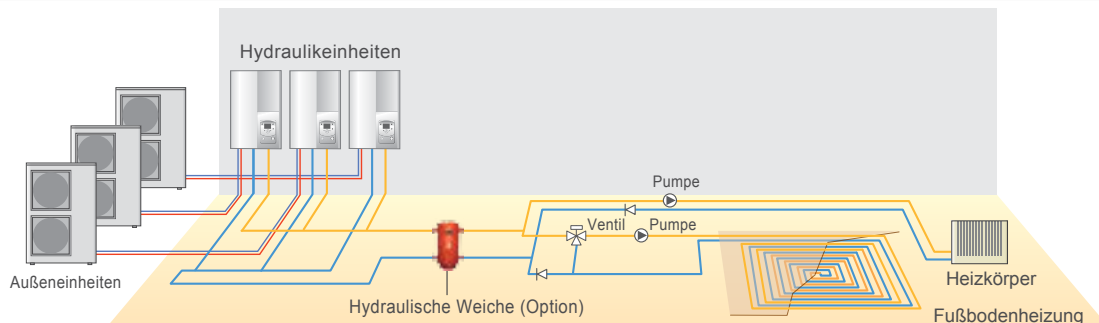 Hydraulikeinheiten
Außeneinheiten
Pumpe
Ventil
Pumpe
Hydraulische Weiche (Option)
Heizkörper
Fußbodenheizung